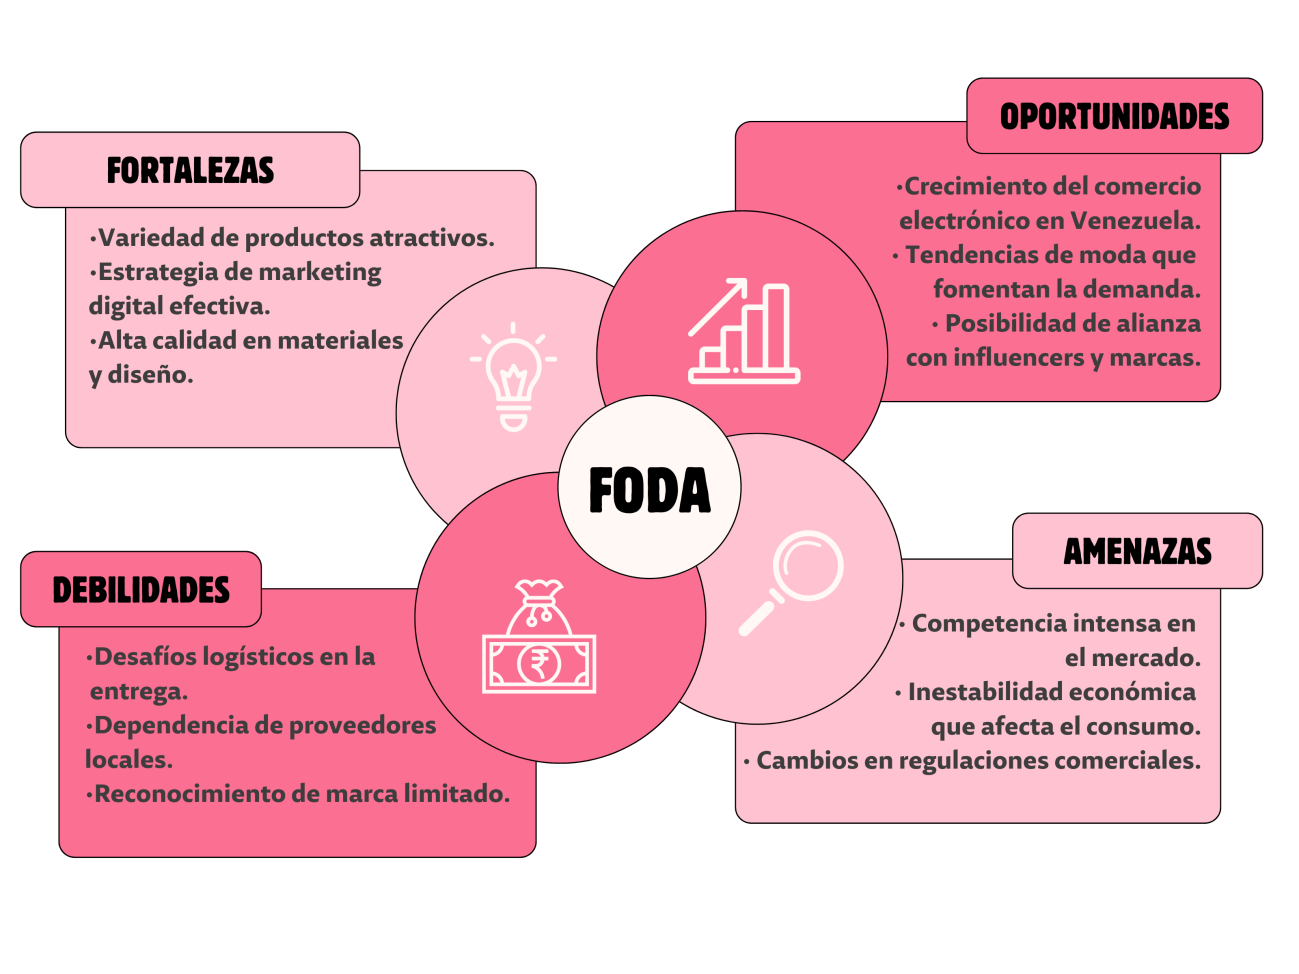 FORTALEZAS
•Variedad de productos atractivos.
•Estrategia de marketing
digital efectiva.
•Alta calidad en materiales
y diseño.
OPORTUNIDADES
•Crecimiento del comercio
electrónico en Venezuela.
• Tendencias de moda que
fomentan la demanda.
• Posibilidad de alianza
con influencers y marcas.
FODA
DEBILIDADES
•Desafíos logísticos en la
entrega.
•Dependencia de proveedores
locales.
•Reconocimiento de marca limitado.
₹
AMENAZAS
• Competencia intensa en
el mercado.
• Inestabilidad económica
que afecta el consumo.
• Cambios en regulaciones comerciales.